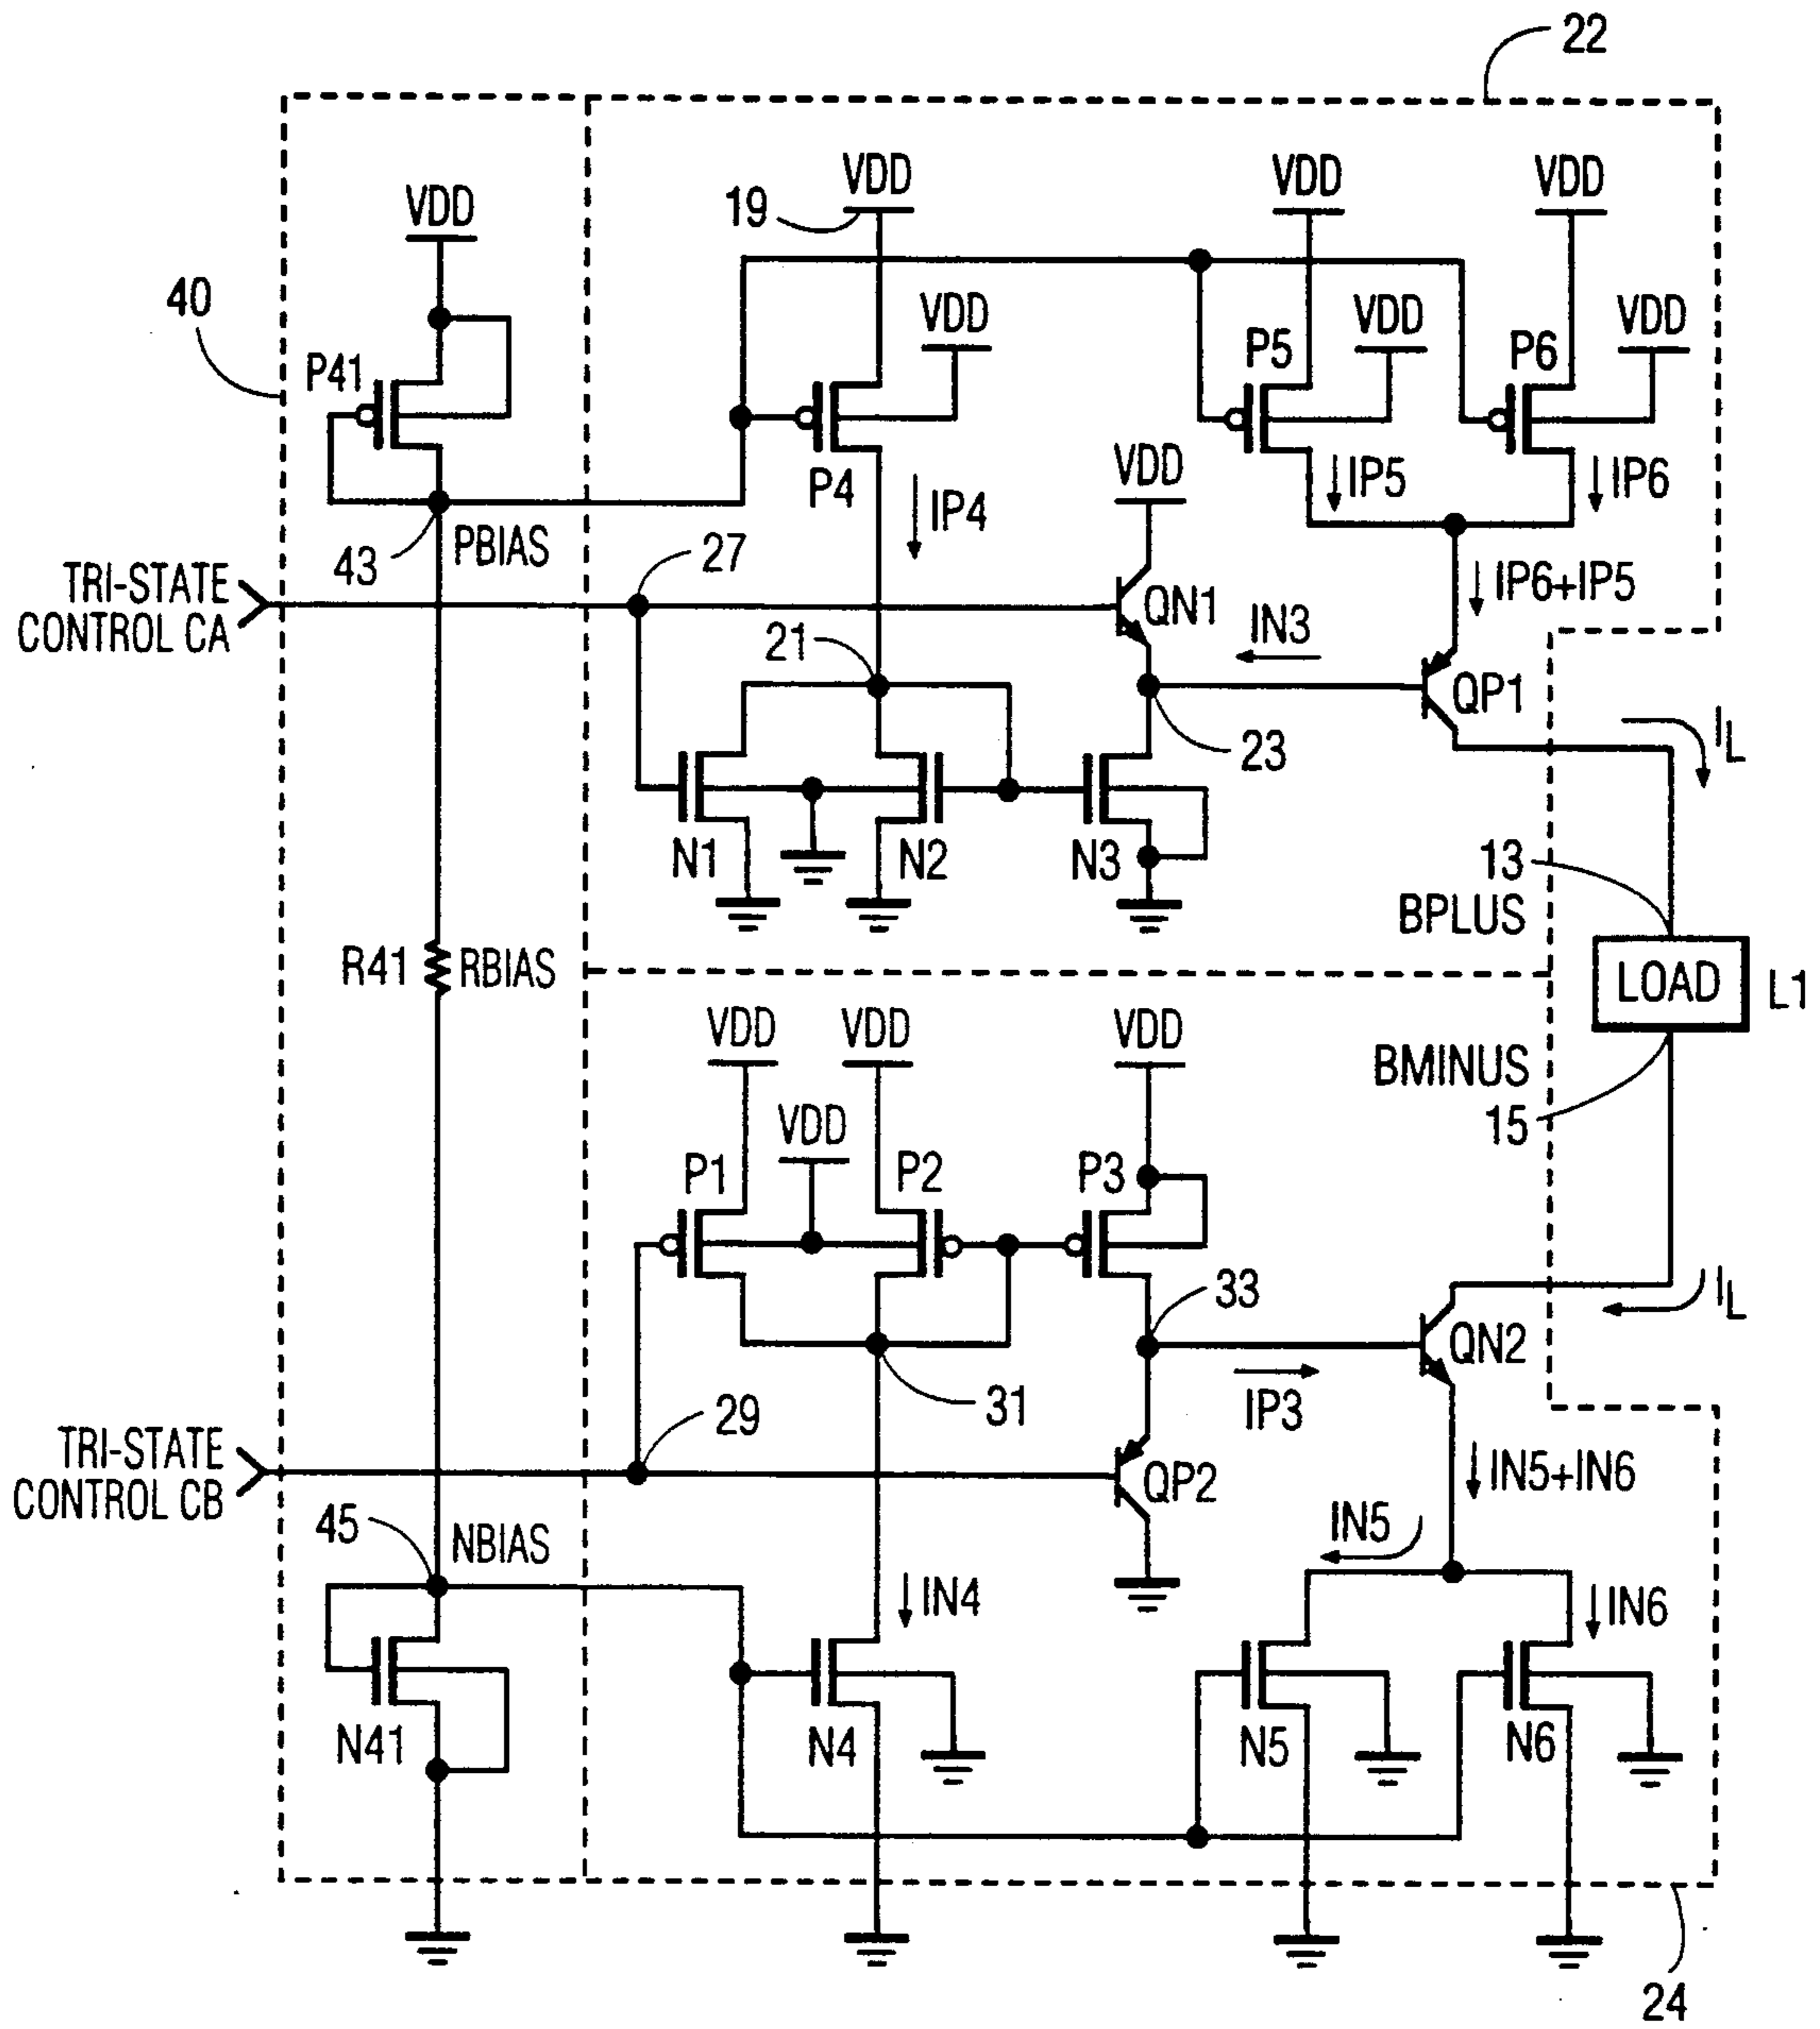 22
VDD
VDD
VDD
VDD
19
40
VDD
VDD
VDD
P5
P6
P41
P4
VDD
IP5
IP6
IP4
43
PBIAS
27
TRI-STATE
CONTROL CA
QN1
IP6+IP5
IN3
21
QP1
IL
23
N1
N2
N3
13
BPLUS
R41
RBIAS
LOAD
L1
VDD
VDD
VDD
BMINUS
VDD
15
P1
P2
P3
33
IL
QN2
31
29
IP3
TRI-STATE
CONTROL CB
QP2
IN5+IN6
45
NBIAS
IN5
IN4
IN6
N41
N4
N5
N6
24